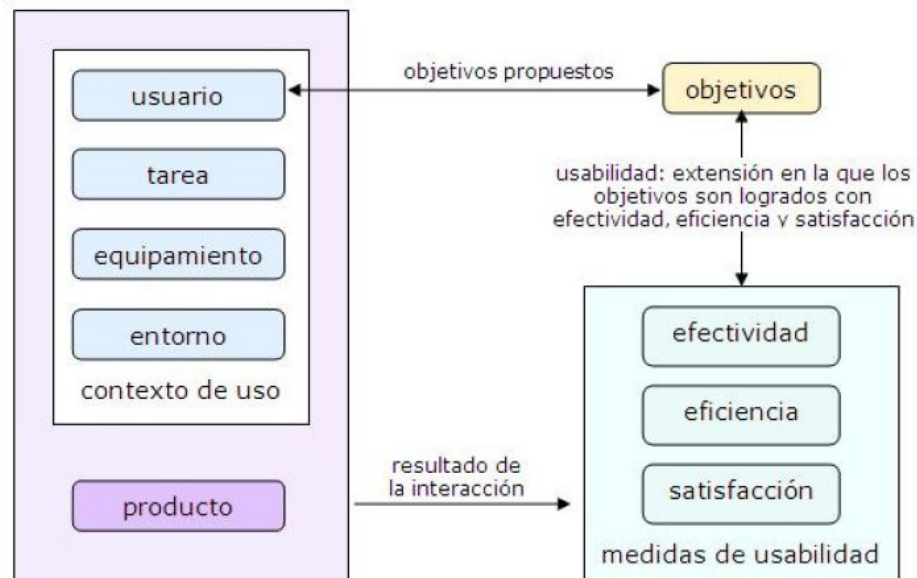 usuario
tarea
equipamiento
entorno
contexto de uso
producto
objetivos propuestos
objetivos
usabilidad: extensión en la que los
objetivos son logrados con
efectividad, eficiencia y satisfacción
resultado de
la interacción
efectividad
eficiencia
satisfacción
medidas de usabilidad